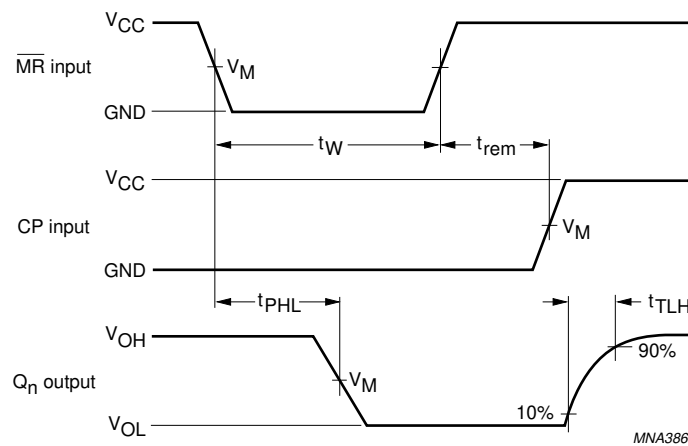 VCC
MR input
VM
GND
tW
trem
VCC
CP input
VM
GND
tPHL
tTLH
VOH
90%
Qn output
VM
10%
VOL
MNA386